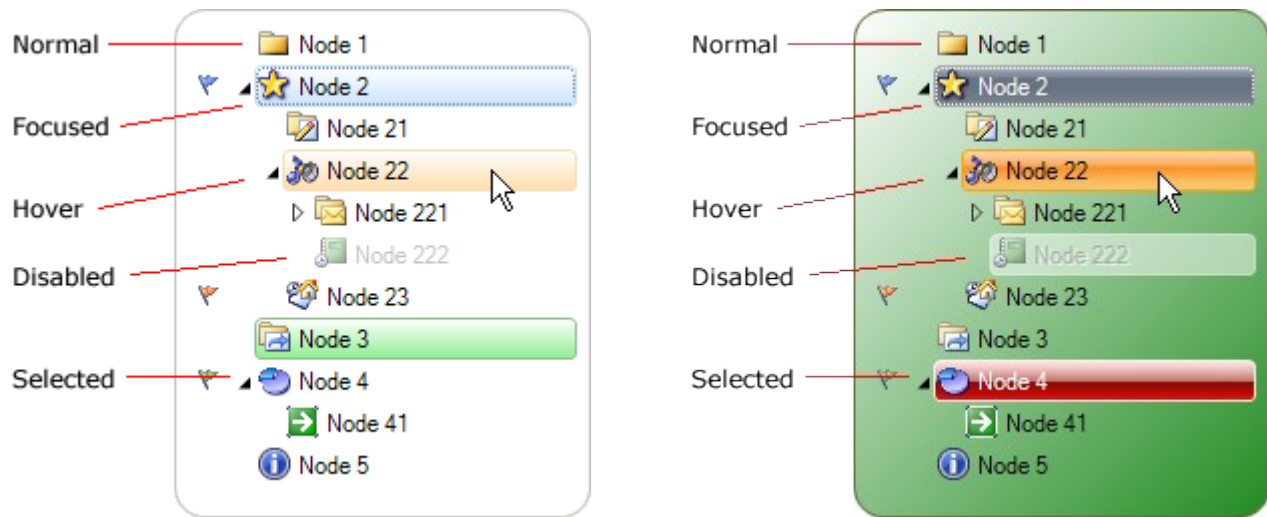 Normal
Node 1
Node 2
Focused
Node 21
Node 22
Hover
Node 221
Node 222
Disabled
Node 23
Node 3
Selected
Node 4
Node 41
Node 5
Normal
Node 1
Node 2
Focused
Node 21
Node 22
Hover
Node 221
Node 222
Disabled
Node 23
Node 3
Selected
Node 4
Node 41
Node 5